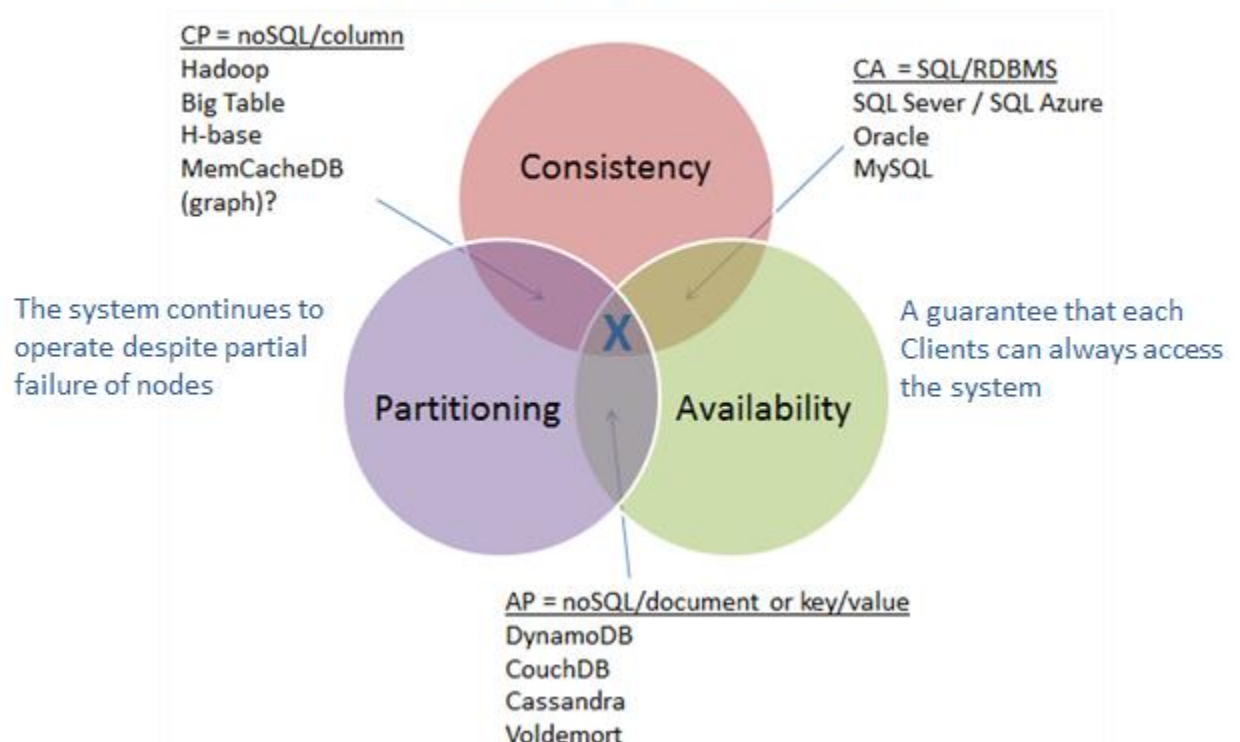 CP = noSQL/column
Hadoop
Big Table
H-base
MemCacheDB
(graph)?
CA = SQL/RDBMS
SQL Sever / SQL Azure
Oracle
MySQL
Consistency
The system continues to
operate despite partial
failure of nodes
X
A guarantee that each
Clients can always access
the system
Partitioning
Availability
AP = noSQL/document or key/value
DynamoDB
CouchDB
Cassandra
Voldemort